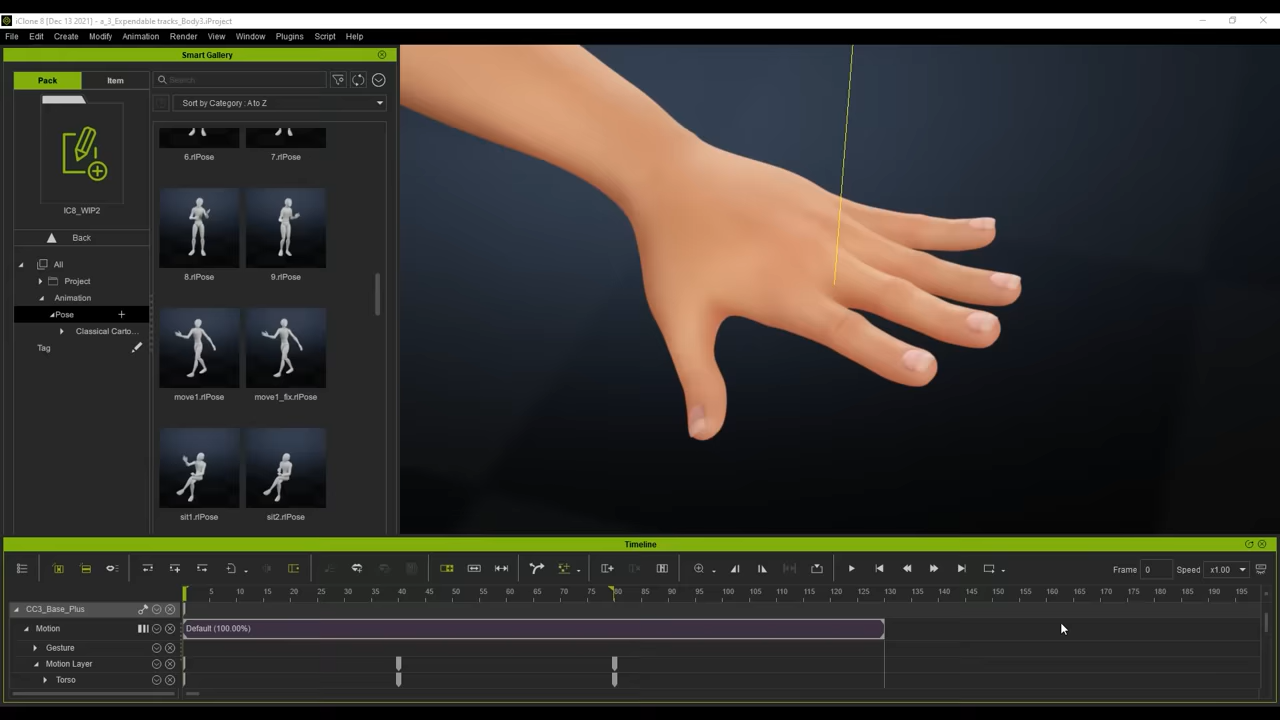 iClone 8 [Dec 13 2021] - a_3_Expendable tracks_Body3.iProject
File Edit Create Modify Animation Render View Window Plugins Script Help
Smart Gallery
Pack Item
Search
Sort by Category : A to Z
6.rlPose 7.rlPose
IC8_WIP2
Back
8.rlPose 9.rlPose
All
Project
Animation
Pose
Classical Carto...
Tag
move1.rlPose move1_fix.rlPose
sit1.rlPose sit2.rlPose
Timeline
Frame 0 Speed x1.00
5 10 15 20 25 30 35 40 45 50 55 60 65 70 75 80 85 90 95 100 105 110 115 120 125 130 135 140 145 150 155 160 165 170 175 180 185 190 195
CC3_Base_Plus
Motion Default (100.00%)
Gesture
Motion Layer
Torso